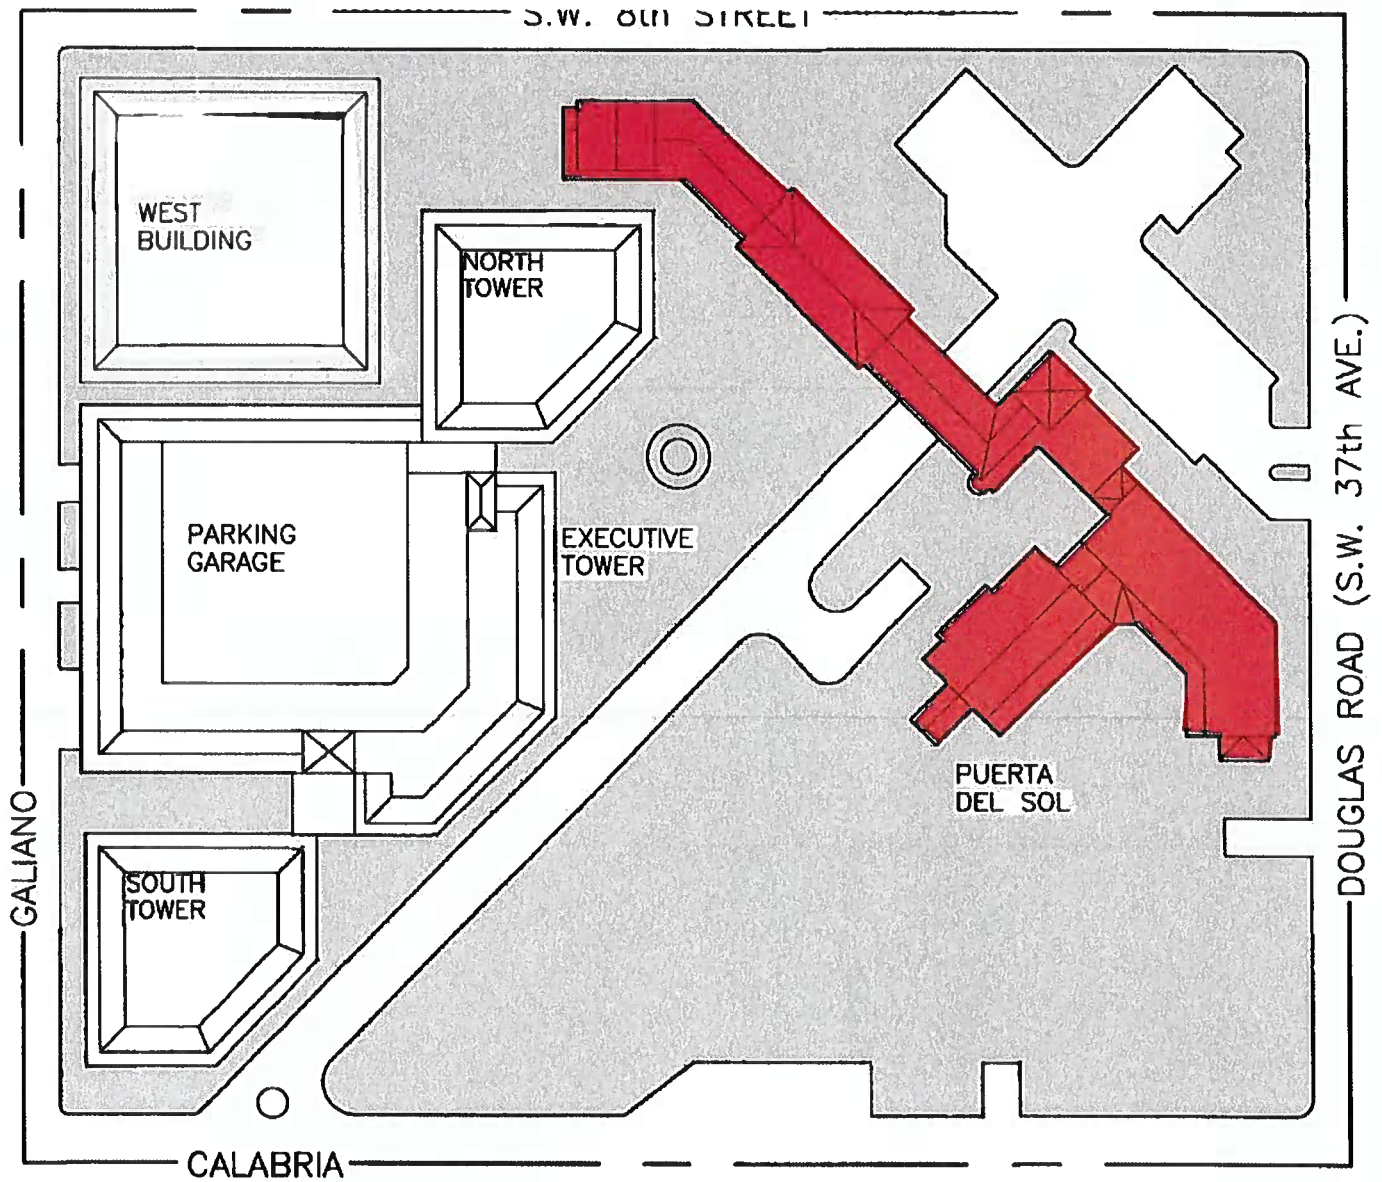 S.W. 8th STREET
WEST
BUILDING
NORTH
TOWER
PARKING
GARAGE
EXECUTIVE
TOWER
PUERTA
DEL SOL
SOUTH
TOWER
GALIANO
DOUGLAS ROAD (S.W. 37th AVE.)
CALABRIA